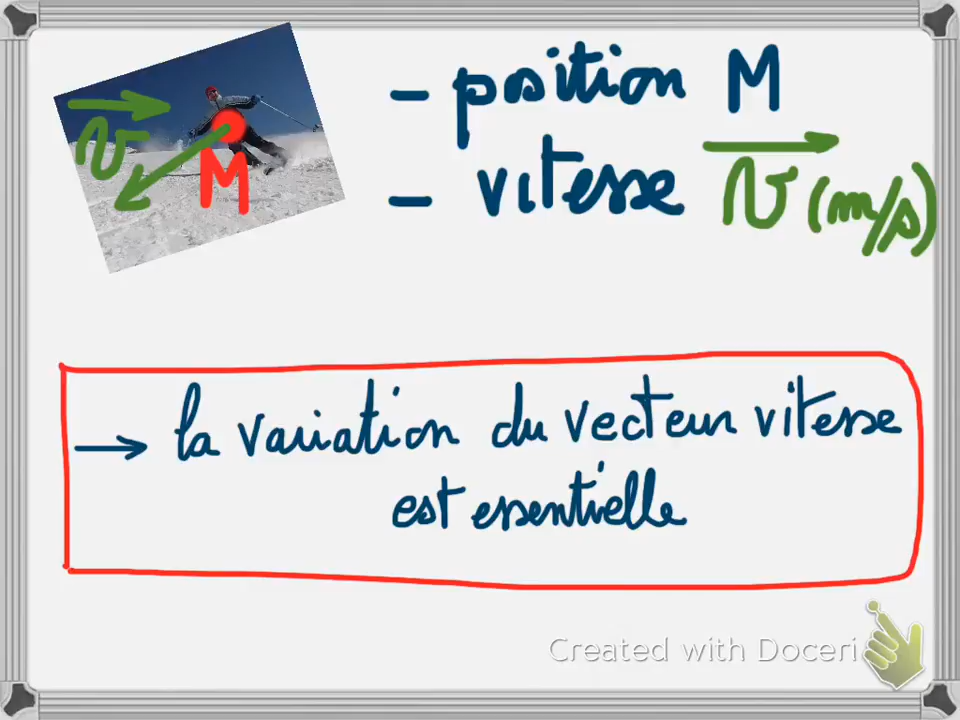 - position M
- vitesse v (m/s)
v
M
→ la variation du vecteur vitesse
est essentielle
Created with Doceri